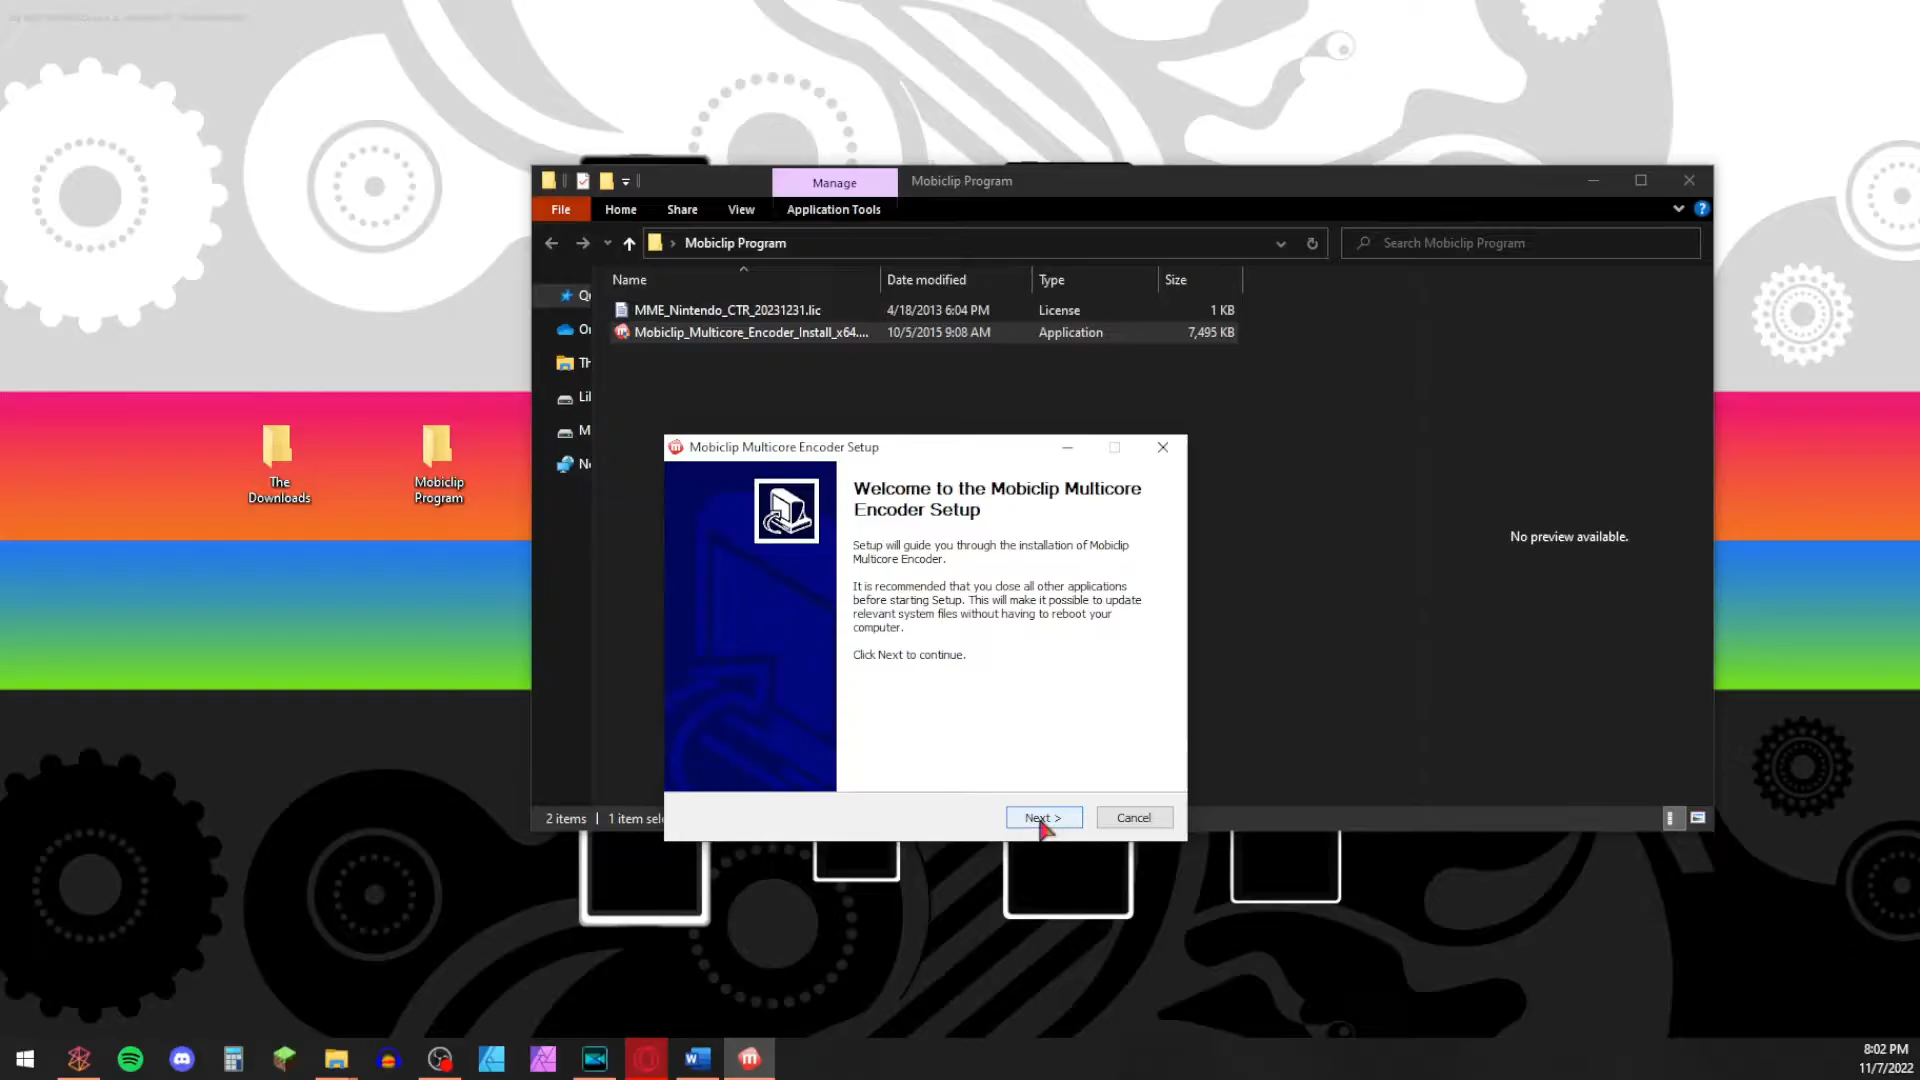 Manage
Mobiclip Program
File
Home
Share
View
Application Tools
Mobiclip Program
Search Mobiclip Program
Name
Date modified
Type
Size
MME_Nintendo_CTR_20231231.lic
4/18/2013 6:04 PM
License
1 KB
Mobiclip_Multicore_Encoder_Install_x64....
10/5/2015 9:08 AM
Application
7,495 KB
Qu
On
Th
Lil
M
Ne
The
Downloads
Mobiclip
Program
Mobiclip Multicore Encoder Setup
Welcome to the Mobiclip Multicore
Encoder Setup
Setup will guide you through the installation of Mobiclip
Multicore Encoder.
It is recommended that you close all other applications
before starting Setup. This will make it possible to update
relevant system files without having to reboot your
computer.
Click Next to continue.
No preview available.
Next >
Cancel
2 items
1 item sele
8:02 PM
11/7/2022